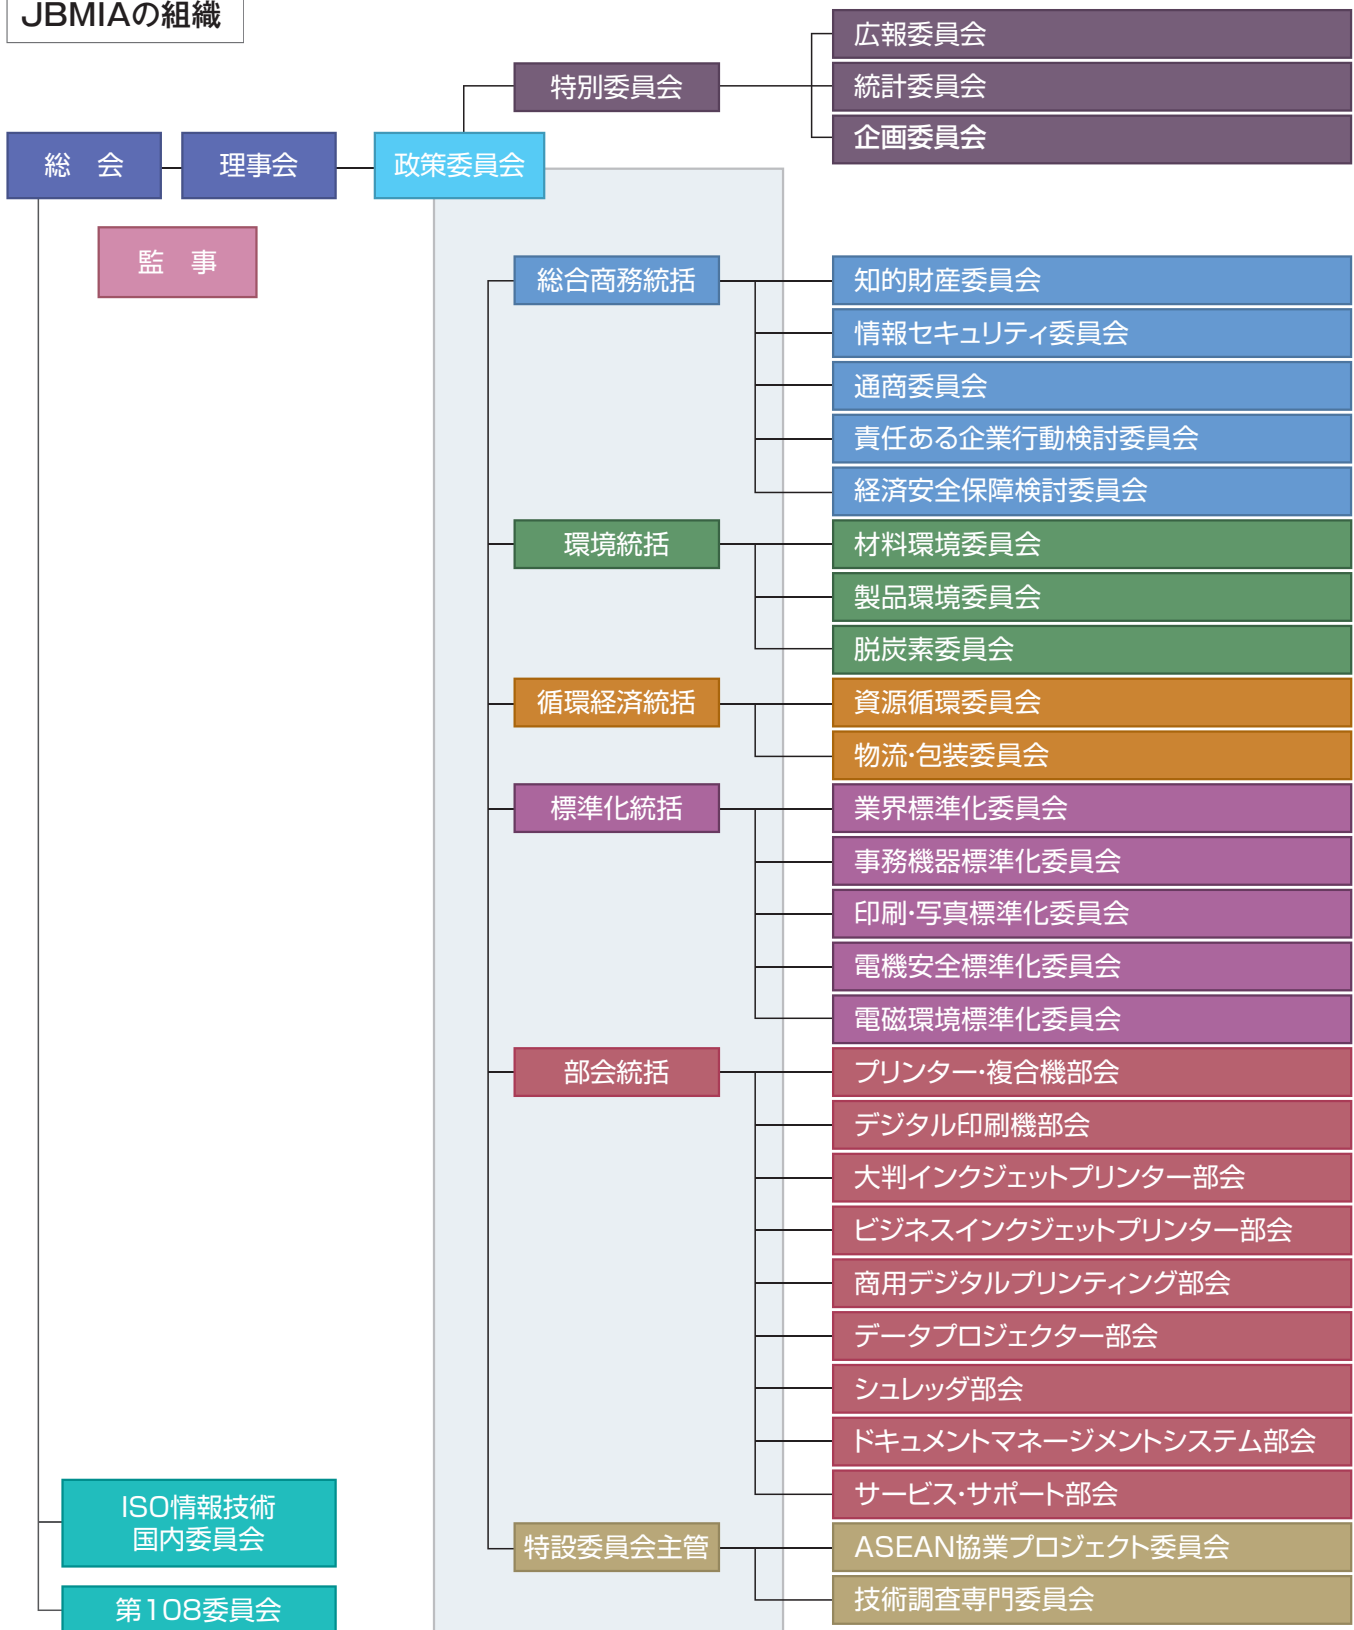 JBMIAの組織
広報委員会
特別委員会
統計委員会
企画委員会
総　会
理事会
政策委員会
監　事
総合商務統括
知的財産委員会
情報セキュリティ委員会
通商委員会
責任ある企業行動検討委員会
経済安全保障検討委員会
環境統括
材料環境委員会
製品環境委員会
脱炭素委員会
循環経済統括
資源循環委員会
物流・包装委員会
標準化統括
業界標準化委員会
事務機器標準化委員会
印刷・写真標準化委員会
電機安全標準化委員会
電磁環境標準化委員会
部会統括
プリンター・複合機部会
デジタル印刷機部会
大判インクジェットプリンター部会
ビジネスインクジェットプリンター部会
商用デジタルプリンティング部会
データプロジェクター部会
シュレッダ部会
ドキュメントマネージメントシステム部会
サービス・サポート部会
ISO情報技術
国内委員会
特設委員会主管
ASEAN協業プロジェクト委員会
技術調査専門委員会
第108委員会